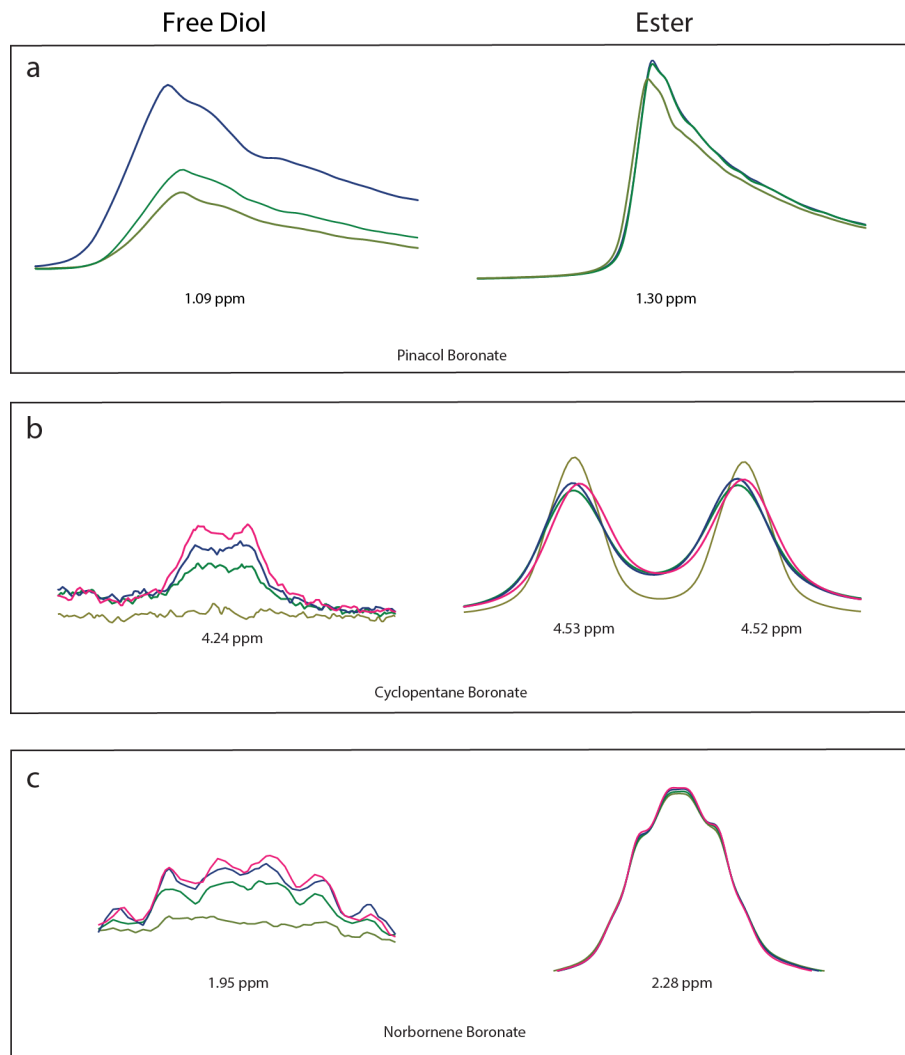 Free Diol
Ester
a
1.09 ppm
1.30 ppm
Pinacol Boronate
b
4.24 ppm
4.53 ppm
4.52 ppm
Cyclopentane Boronate
c
1.95 ppm
2.28 ppm
Norbornene Boronate